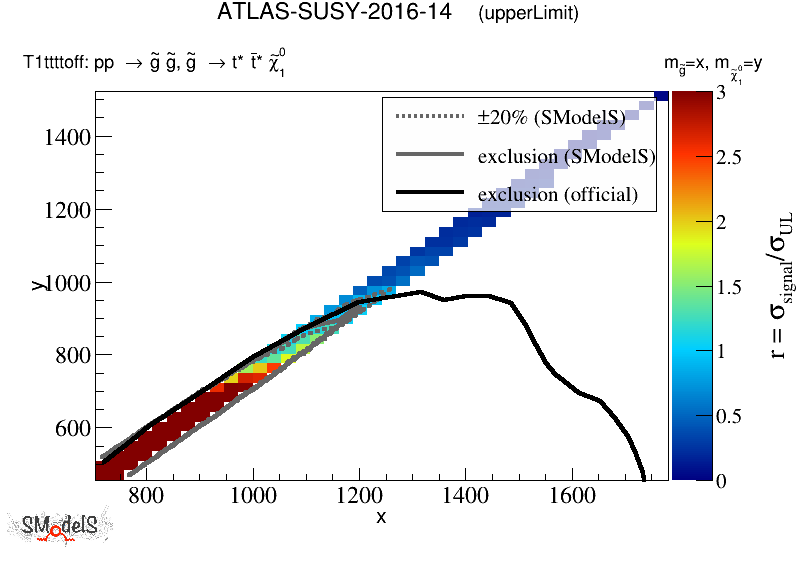 ATLAS-SUSY-2016-14 (upperLimit)
T1ttttoff: pp → g̃ g̃, g̃ → t* t̄* χ̃₁⁰
m_g̃=x, m_χ̃₁⁰=y
±20% (SModelS)
exclusion (SModelS)
exclusion (official)
1400
1200
1000
800
600
y
800
1000
1200
1400
1600
x
3
2.5
2
1.5
1
0.5
0
r = σ_signal/σ_UL
SModelS